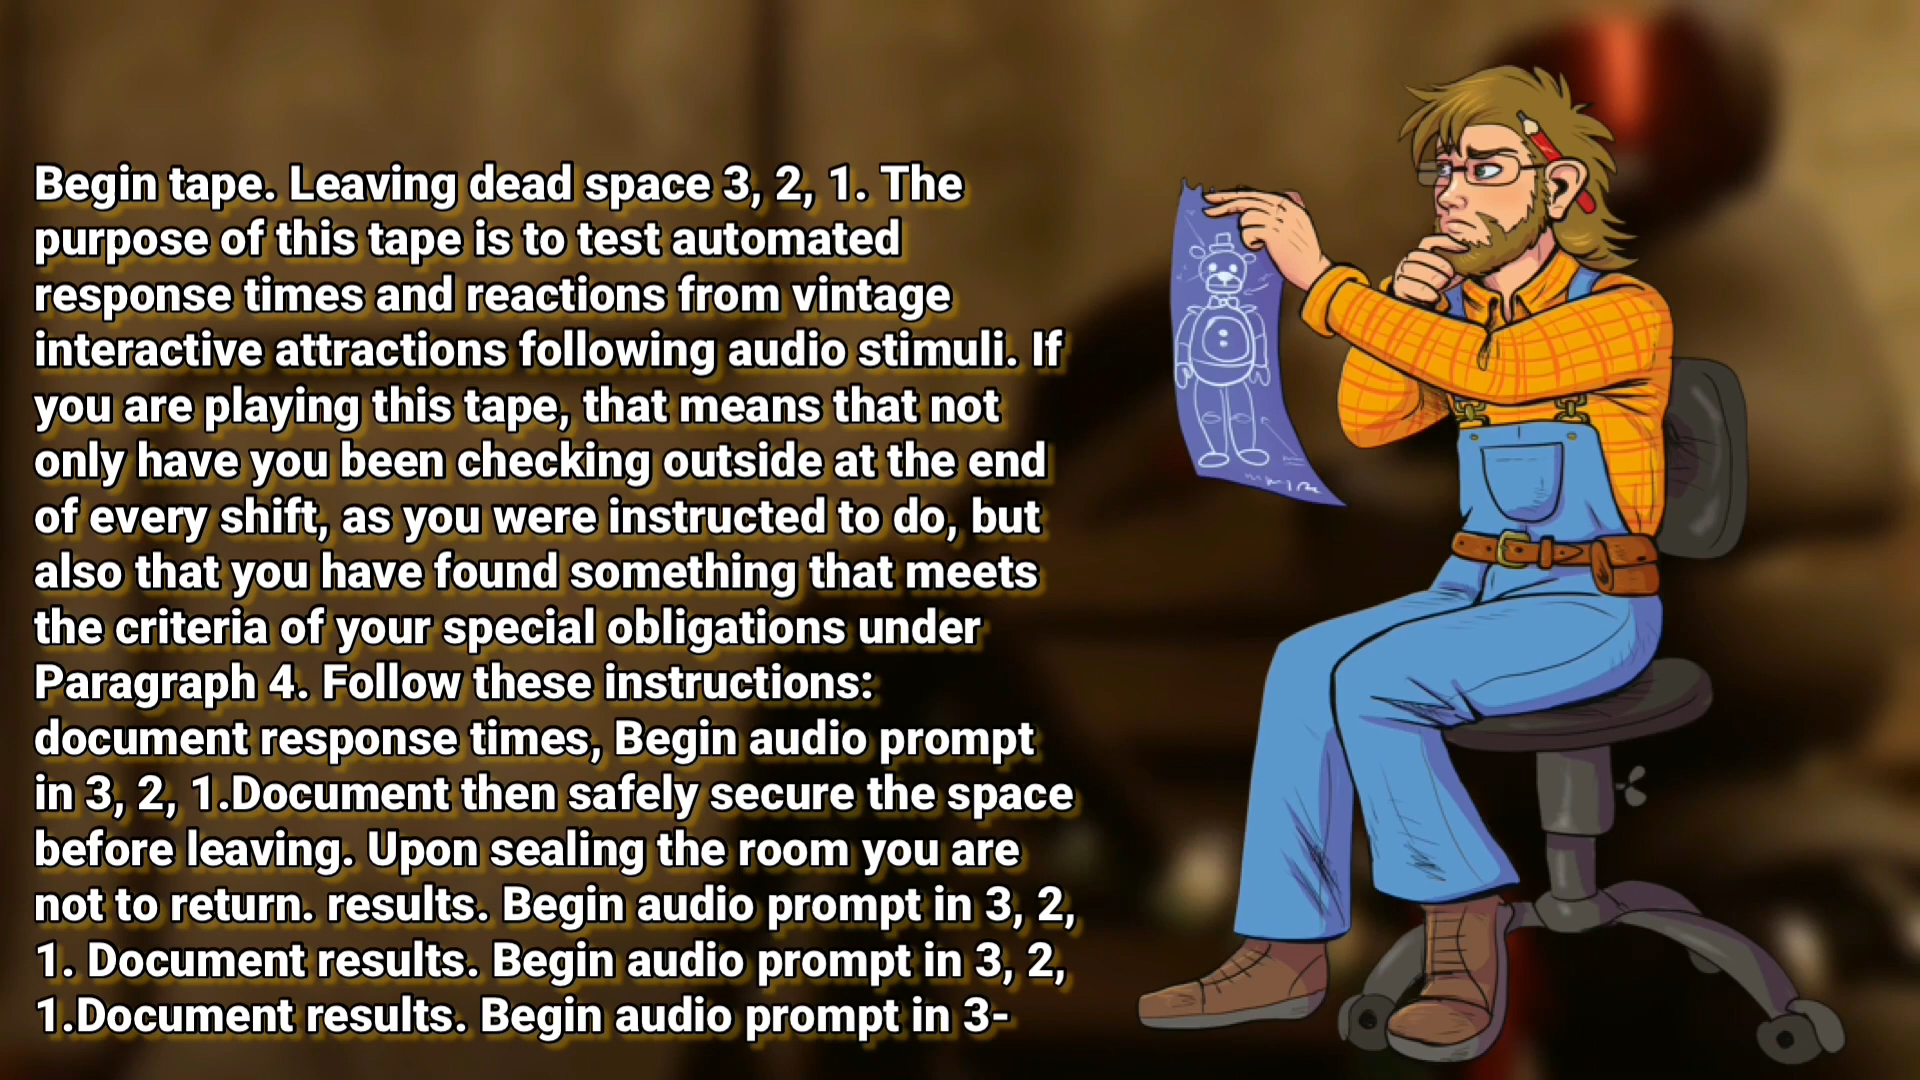 Begin tape. Leaving dead space 3, 2, 1. The
purpose of this tape is to test automated
response times and reactions from vintage
interactive attractions following audio stimuli. If
you are playing this tape, that means that not
only have you been checking outside at the end
of every shift, as you were instructed to do, but
also that you have found something that meets
the criteria of your special obligations under
Paragraph 4. Follow these instructions:
document response times, Begin audio prompt
in 3, 2, 1.Document then safely secure the space
before leaving. Upon sealing the room you are
not to return. results. Begin audio prompt in 3, 2,
1. Document results. Begin audio prompt in 3, 2,
1.Document results. Begin audio prompt in 3-